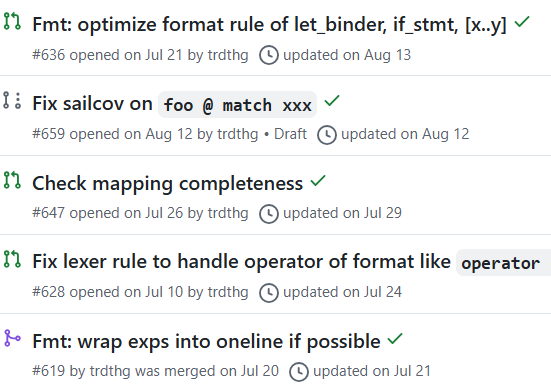 Fmt: optimize format rule of let_binder, if_stmt, [x..y]
#636 opened on Jul 21 by trdthg updated on Aug 13
Fix sailcov on foo @ match xxx
#659 opened on Aug 12 by trdthg • Draft updated on Aug 12
Check mapping completeness
#647 opened on Jul 26 by trdthg updated on Jul 29
Fix lexer rule to handle operator of format like operator
#628 opened on Jul 10 by trdthg updated on Jul 24
Fmt: wrap exps into oneline if possible
#619 by trdthg was merged on Jul 20 updated on Jul 21